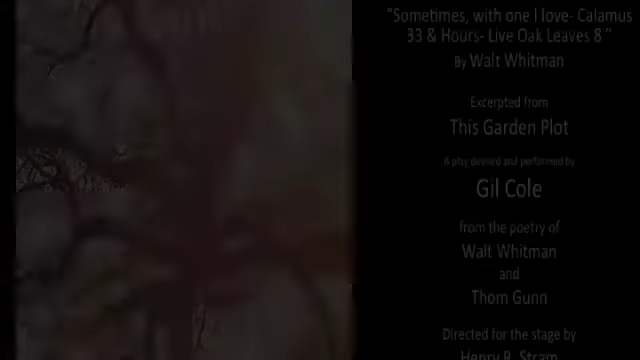 "Sometimes, with one I love- Calamus
33 & Hours- Live Oak Leaves 8 "
By Walt Whitman
Excerpted from
This Garden Plot
A play devised and performed by
Gil Cole
from the poetry of
Walt Whitman
and
Thom Gunn
Directed for the stage by
Henry R. Stram